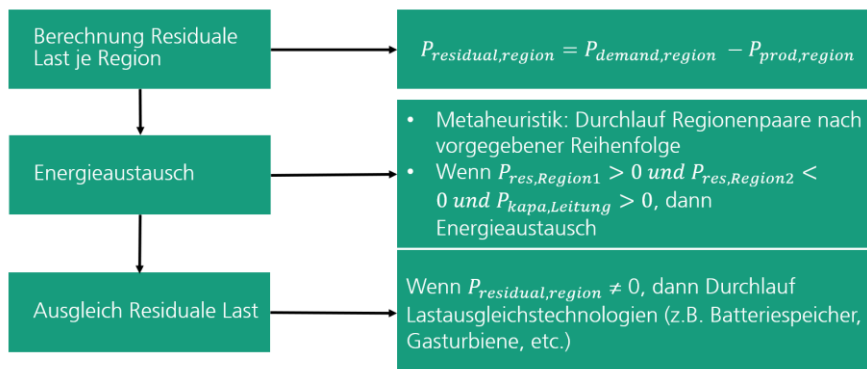 Berechnung Residuale
Last je Region
P_residual,region = P_demand,region − P_prod,region
Energieaustausch
• Metaheuristik: Durchlauf Regionenpaare nach
vorgegebener Reihenfolge
• Wenn P_res,Region1 > 0 und P_res,Region2 <
0 und P_kapa,Leitung > 0, dann
Energieaustausch
Ausgleich Residuale Last
Wenn P_residual,region ≠ 0, dann Durchlauf
Lastausgleichstechnologien (z.B. Batteriespeicher,
Gasturbiene, etc.)